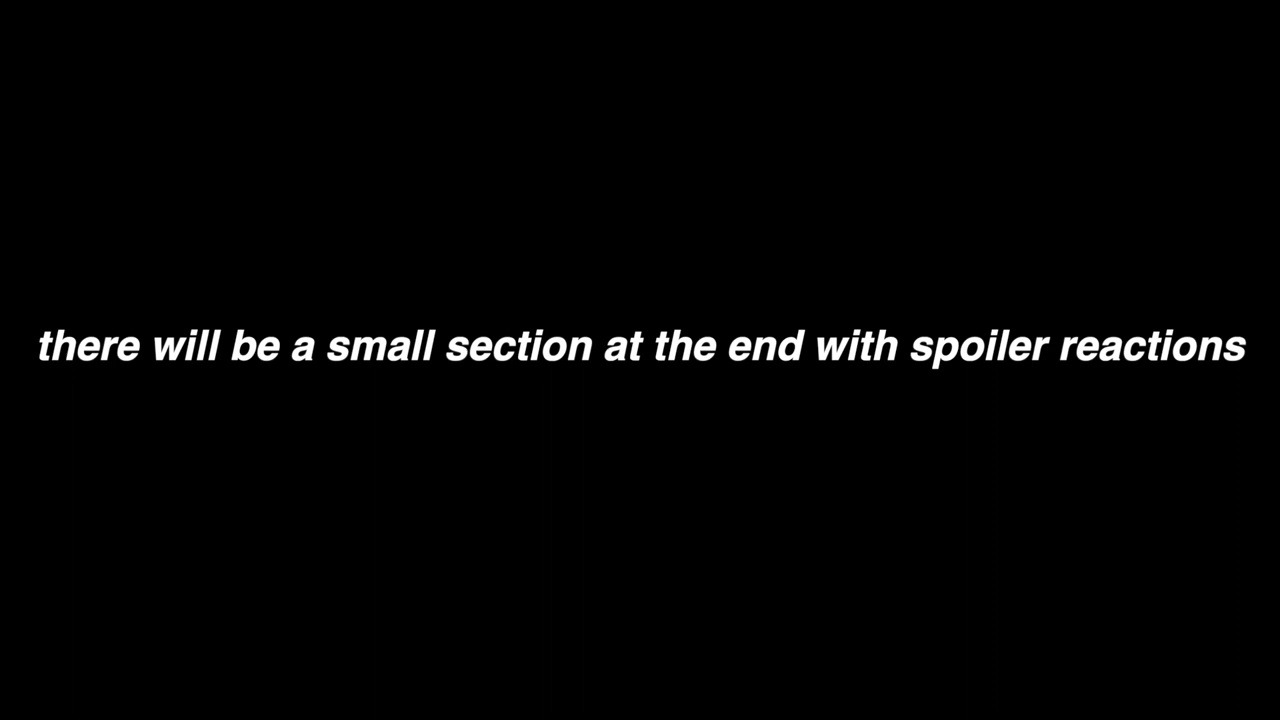 there will be a small section at the end with spoiler reactions